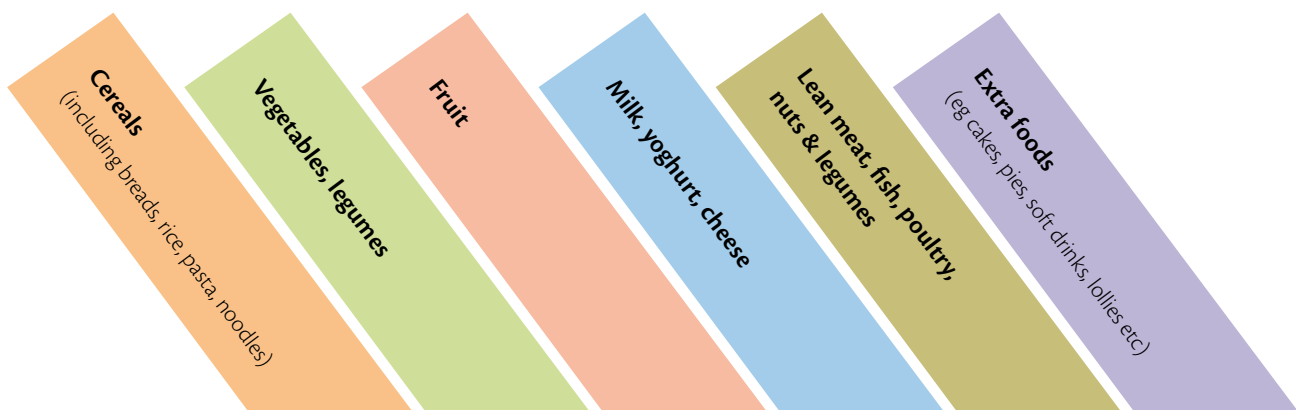 Cereals
(including breads, rice, pasta, noodles)
Vegetables, legumes
Fruit
Milk, yoghurt, cheese
Lean meat, fish, poultry,
nuts & legumes
Extra foods
(eg cakes, pies, soft drinks, lollies etc)